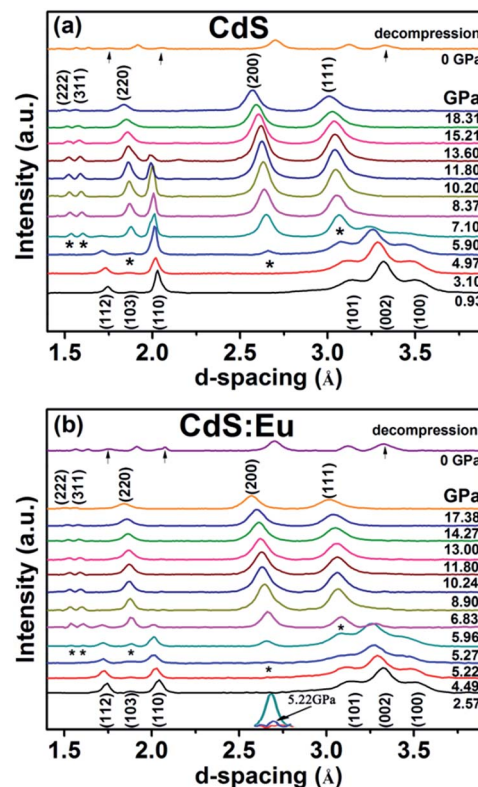 (a) CdS
decompression
0 GPa
(222)
(311)
(220)
(200)
(111)
GPa
18.31
15.21
13.60
11.80
10.20
8.37
7.10
5.90
4.97
3.10
0.93
* * * * *
(112)
(103)
(110)
(101)
(002)
(100)
Intensity (a.u.)
1.5 2.0 2.5 3.0 3.5
d-spacing (Å)
(b) CdS:Eu
decompression
0 GPa
(222)
(311)
(220)
(200)
(111)
GPa
17.38
14.27
13.00
11.80
10.24
8.90
6.83
5.96
5.27
5.22
4.49
2.57
* * * * *
5.22GPa
(112)
(103)
(110)
(101)
(002)
(100)
Intensity (a.u.)
1.5 2.0 2.5 3.0 3.5
d-spacing (Å)